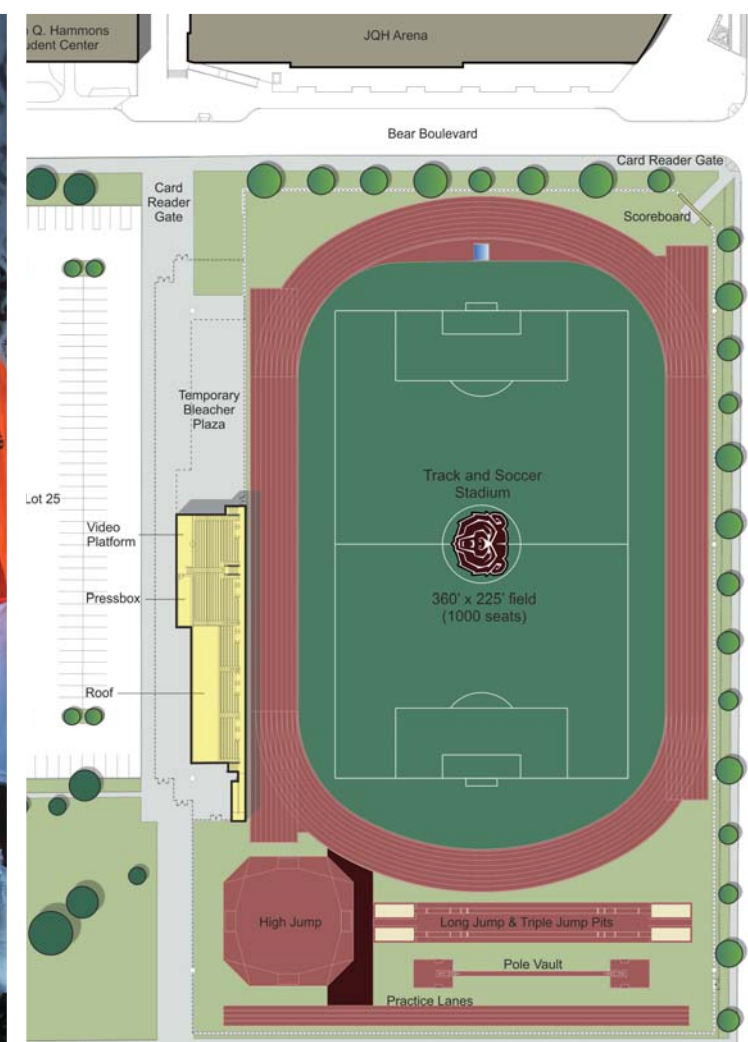 Q. Hammons
Student Center
JQH Arena
Bear Boulevard
Card Reader Gate
Card
Reader
Gate
Scoreboard
Temporary
Bleacher
Plaza
Lot 25
Track and Soccer
Stadium
Video
Platform
Pressbox
360' x 225' field
(1000 seats)
Roof
High Jump
Long Jump & Triple Jump Pits
Pole Vault
Practice Lanes